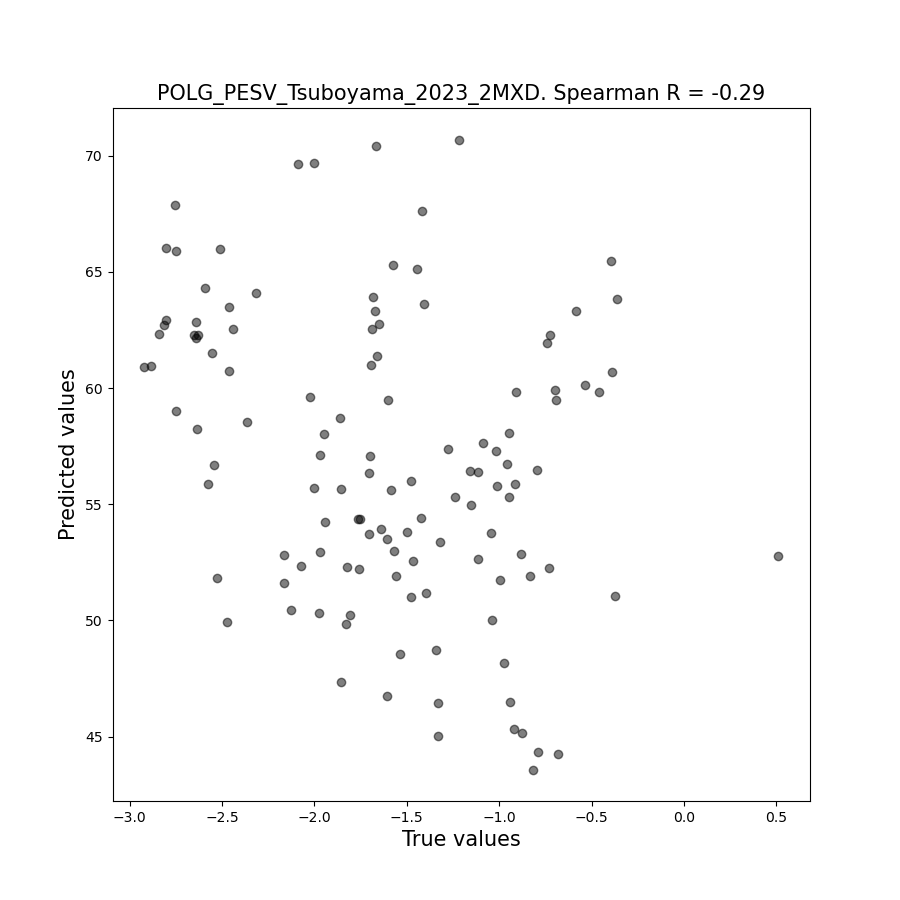 POLG_PESV_Tsuboyama_2023_2MXD. Spearman R = -0.29
Predicted values
70
65
60
55
50
45
−3.0 −2.5 −2.0 −1.5 −1.0 −0.5 0.0 0.5
True values